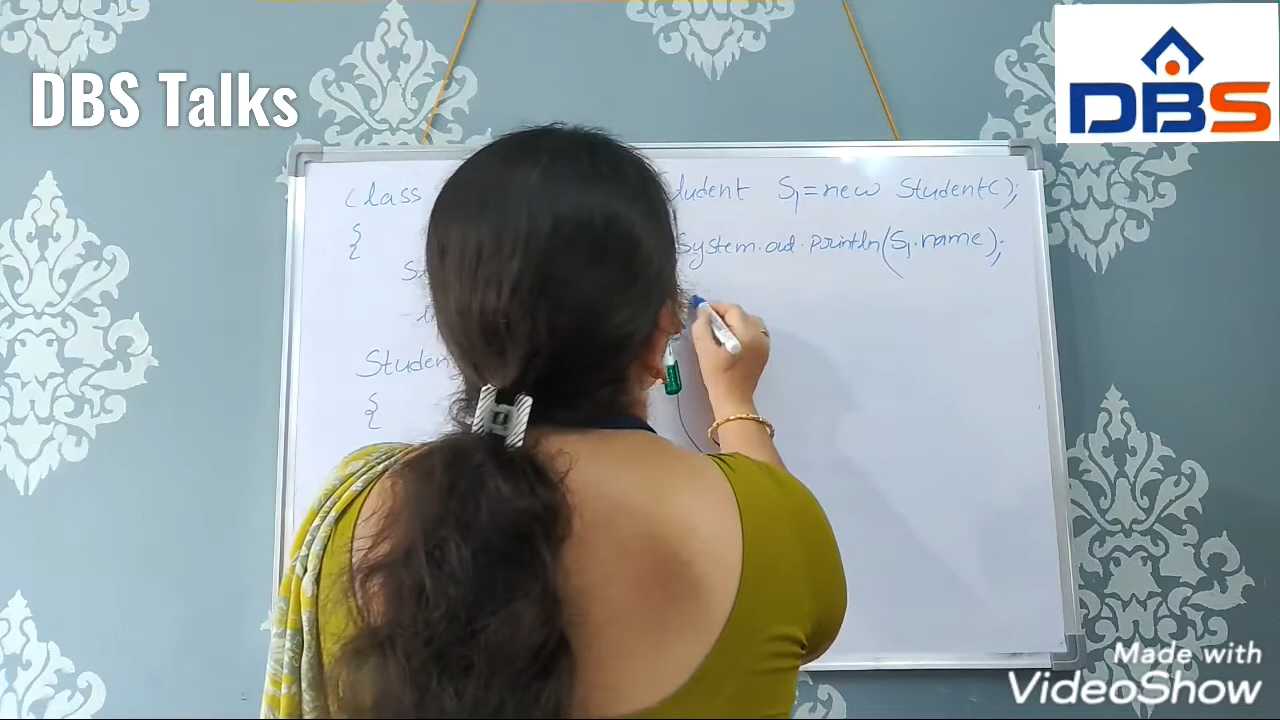 DBS Talks
DBS
Class
Student S1=new Student();
{
System.out.println(S1.name);
Studen
{
Made with
VideoShow